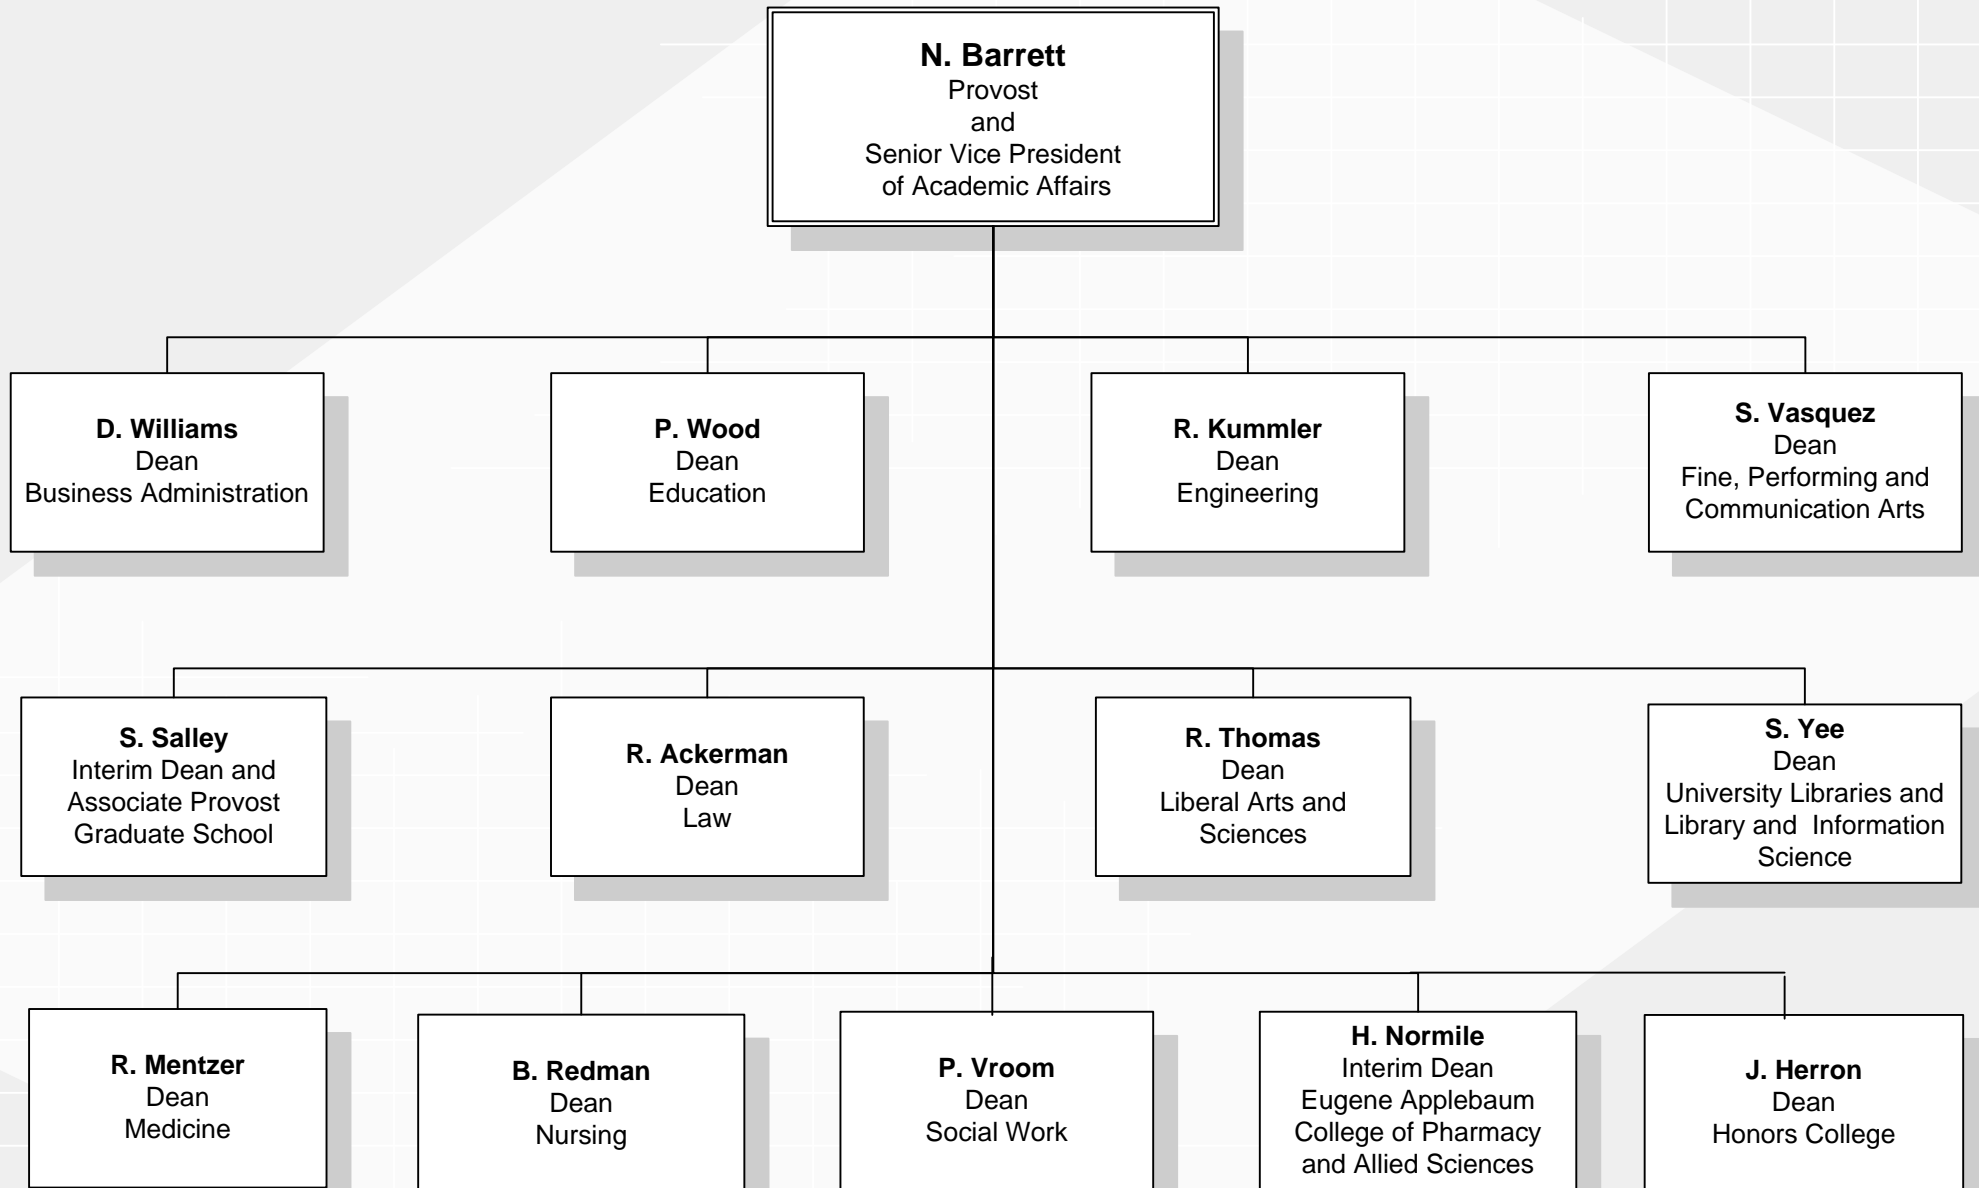 N. Barrett
Provost
and
Senior Vice President
of Academic Affairs
D. Williams
Dean
Business Administration
P. Wood
Dean
Education
R. Kummler
Dean
Engineering
S. Vasquez
Dean
Fine, Performing and
Communication Arts
S. Salley
Interim Dean and
Associate Provost
Graduate School
R. Ackerman
Dean
Law
R. Thomas
Dean
Liberal Arts and
Sciences
S. Yee
Dean
University Libraries and
Library and Information
Science
R. Mentzer
Dean
Medicine
B. Redman
Dean
Nursing
P. Vroom
Dean
Social Work
H. Normile
Interim Dean
Eugene Applebaum
College of Pharmacy
and Allied Sciences
J. Herron
Dean
Honors College